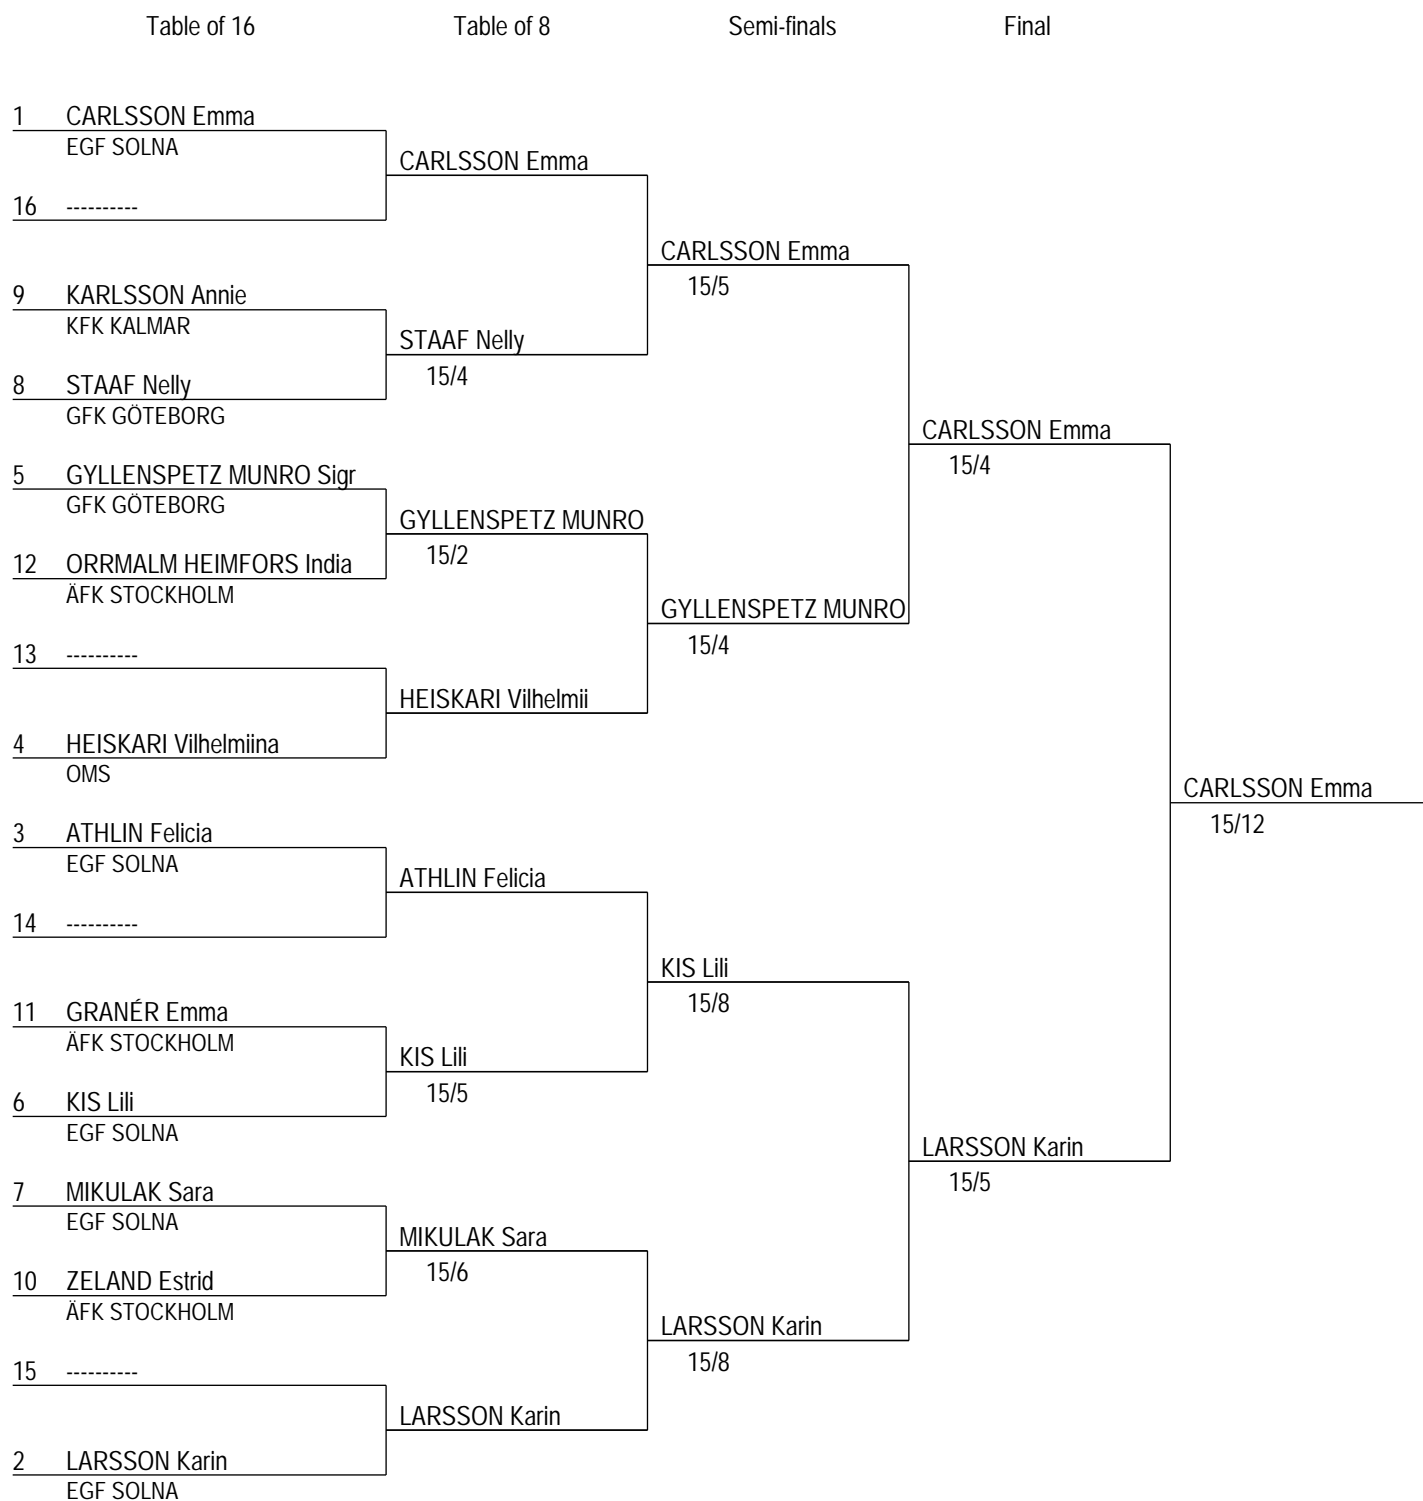 Table of 16 Table of 8 Semi-finals Final
1 CARLSSON Emma
EGF SOLNA
CARLSSON Emma
16 ----------
CARLSSON Emma
15/5
9 KARLSSON Annie
KFK KALMAR
STAAF Nelly
15/4
8 STAAF Nelly
GFK GÖTEBORG
CARLSSON Emma
15/4
5 GYLLENSPETZ MUNRO Sigr
GFK GÖTEBORG
GYLLENSPETZ MUNRO
15/2
12 ORRMALM HEIMFORS India
ÄFK STOCKHOLM
GYLLENSPETZ MUNRO
15/4
13 ----------
HEISKARI Vilhelmii
4 HEISKARI Vilhelmiina
OMS
CARLSSON Emma
15/12
3 ATHLIN Felicia
EGF SOLNA
ATHLIN Felicia
14 ----------
KIS Lili
15/8
11 GRANÉR Emma
ÄFK STOCKHOLM
KIS Lili
15/5
6 KIS Lili
EGF SOLNA
LARSSON Karin
15/5
7 MIKULAK Sara
EGF SOLNA
MIKULAK Sara
15/6
10 ZELAND Estrid
ÄFK STOCKHOLM
LARSSON Karin
15/8
15 ----------
LARSSON Karin
2 LARSSON Karin
EGF SOLNA